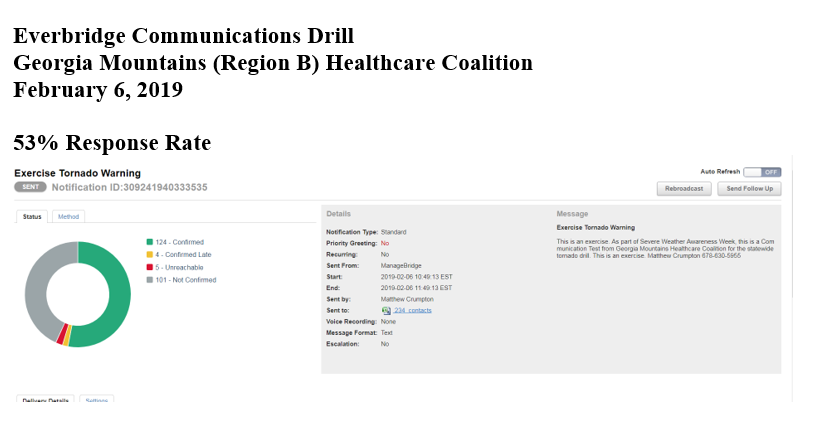 Everbridge Communications Drill
Georgia Mountains (Region B) Healthcare Coalition
February 6, 2019
53% Response Rate
Exercise Tornado Warning
Auto Refresh OFF
SENT Notification ID:309241940333535
Rebroadcast Send Follow Up
Status Method
124 - Confirmed
4 - Confirmed Late
5 - Unreachable
101 - Not Confirmed
Details
Notification Type: Standard
Priority Greeting: No
Recurring: No
Sent From: ManageBridge
Start: 2019-02-06 10:49:13 EST
End: 2019-02-06 11:49:13 EST
Sent by: Matthew Crumpton
Sent to: 234 contacts
Voice Recording: None
Message Format: Text
Escalation: No
Message
Exercise Tornado Warning
This is an exercise. As part of Severe Weather Awareness Week, this is a Com
munication Test from Georgia Mountains Healthcare Coalition for the statewide
tornado drill. This is an exercise. Matthew Crumpton 678-630-5955
Delivery Details Settings